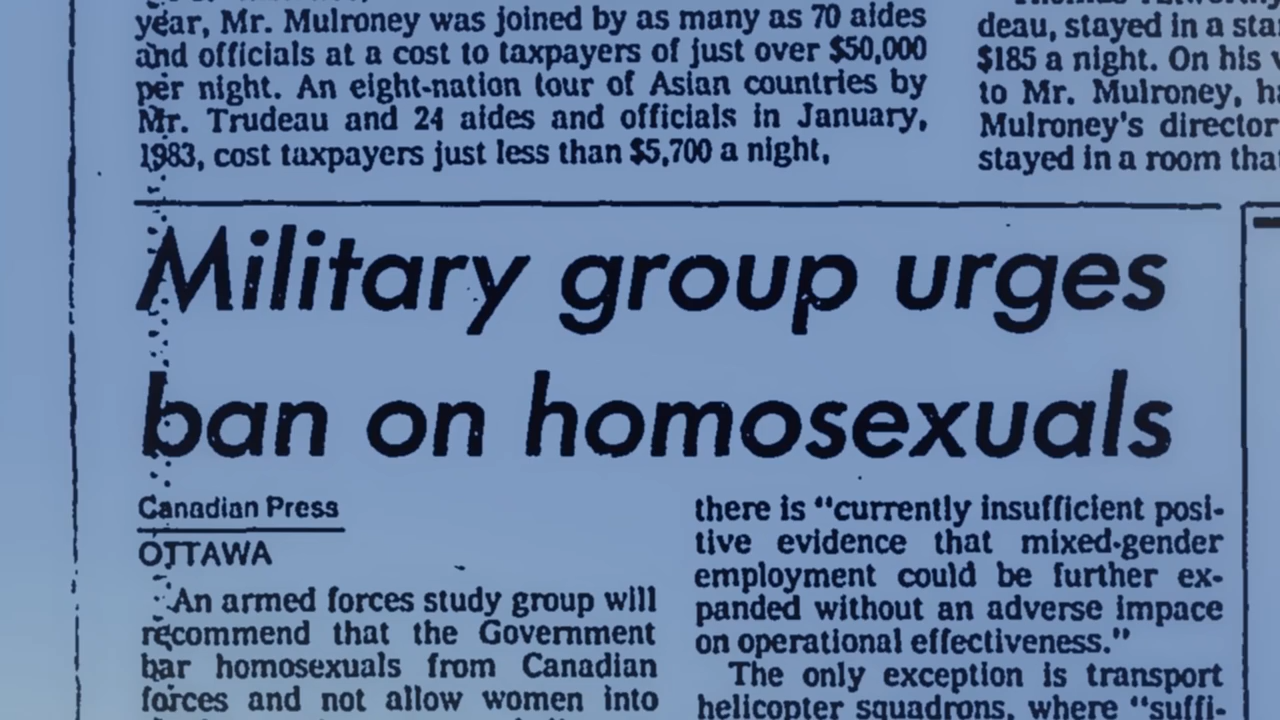 year, Mr. Mulroney was joined by as many as 70 aides
and officials at a cost to taxpayers of just over $50,000
per night. An eight-nation tour of Asian countries by
Mr. Trudeau and 24 aides and officials in January,
1983, cost taxpayers just less than $5,700 a night,
deau, stayed in a
$185 a night. On his
to Mr. Mulroney,
Mulroney's director
stayed in a room
Military group urges
ban on homosexuals
Canadian Press
OTTAWA
An armed forces study group will
recommend that the Government
bar homosexuals from Canadian
forces and not allow women into
there is "currently insufficient posi-
tive evidence that mixed-gender
employment could be further ex-
panded without an adverse impace
on operational effectiveness."
The only exception is transport
helicopter squadrons, where "suffi-